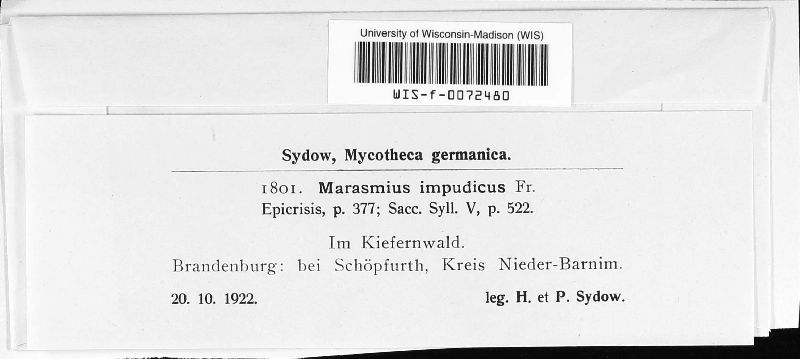 University of Wisconsin-Madison (WIS)
WIS-f-0072480
Sydow, Mycotheca germanica.
1801. Marasmius impudicus Fr.
Epicrisis, p. 377; Sacc. Syll. V, p. 522.
Im Kiefernwald.
Brandenburg: bei Schöpfurth, Kreis Nieder-Barnim.
20. 10. 1922. leg. H. et P. Sydow.